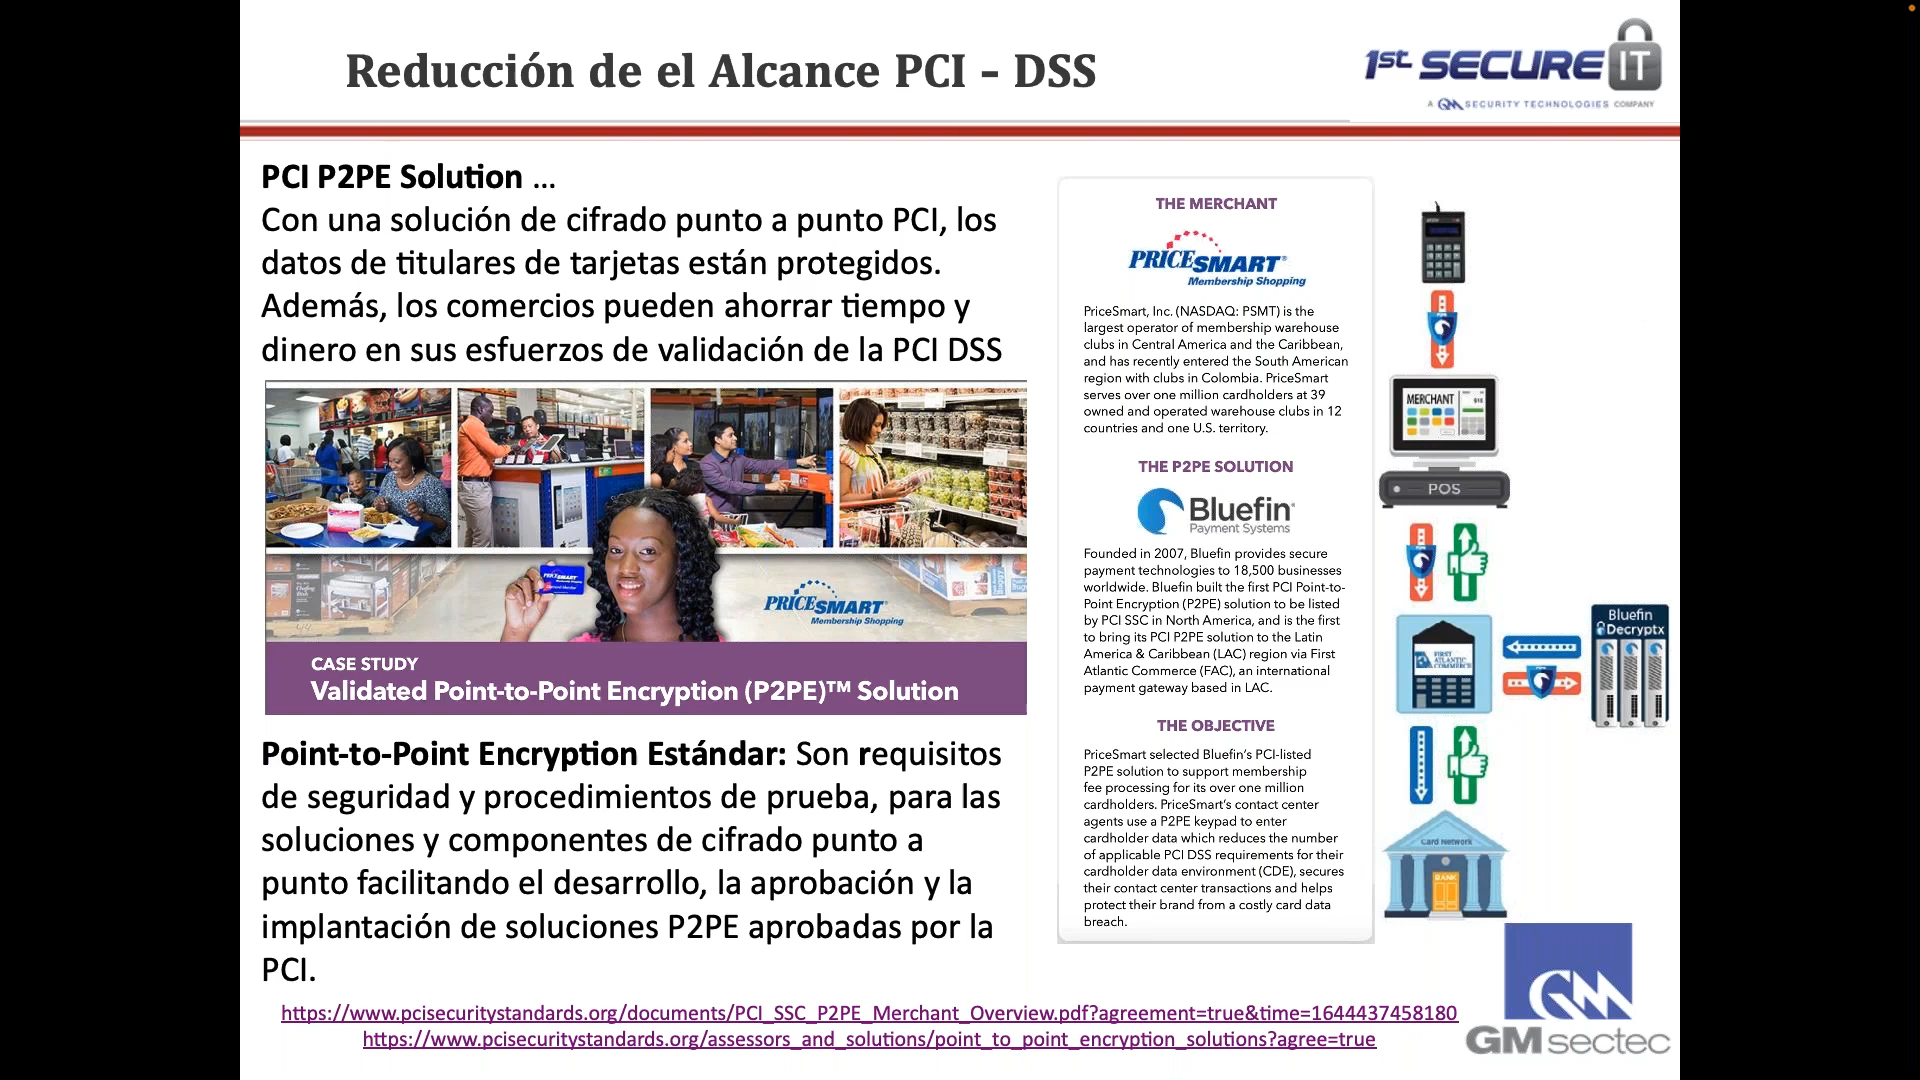 Reducción de el Alcance PCI - DSS
1st SECURE IT
A GM SECURITY TECHNOLOGIES COMPANY
PCI P2PE Solution ...
Con una solución de cifrado punto a punto PCI, los
datos de titulares de tarjetas están protegidos.
Además, los comercios pueden ahorrar tiempo y
dinero en sus esfuerzos de validación de la PCI DSS
PRICESMART
PRICESMART
Membership Shopping
CASE STUDY
Validated Point-to-Point Encryption (P2PE)™ Solution
Point-to-Point Encryption Estándar: Son requisitos
de seguridad y procedimientos de prueba, para las
soluciones y componentes de cifrado punto a
punto facilitando el desarrollo, la aprobación y la
implantación de soluciones P2PE aprobadas por la
PCI.
THE MERCHANT
PRICESMART®
Membership Shopping
PriceSmart, Inc. (NASDAQ: PSMT) is the
largest operator of membership warehouse
clubs in Central America and the Caribbean,
and has recently entered the South American
region with clubs in Colombia. PriceSmart
serves over one million cardholders at 39
owned and operated warehouse clubs in 12
countries and one U.S. territory.
THE P2PE SOLUTION
Bluefin®
Payment Systems
Founded in 2007, Bluefin provides secure
payment technologies to 18,500 businesses
worldwide. Bluefin built the first PCI Point-to-
Point Encryption (P2PE) solution to be listed
by PCI SSC in North America, and is the first
to bring its PCI P2PE solution to the Latin
America & Caribbean (LAC) region via First
Atlantic Commerce (FAC), an international
payment gateway based in LAC.
THE OBJECTIVE
PriceSmart selected Bluefin's PCI-listed
P2PE solution to support membership
fee processing for its over one million
cardholders. PriceSmart's contact center
agents use a P2PE keypad to enter
cardholder data which reduces the number
of applicable PCI DSS requirements for their
cardholder data environment (CDE), secures
their contact center transactions and helps
protect their brand from a costly card data
breach.
MERCHANT
POS
FIRST
ATLANTIC
COMMERCE
Bluefin
Decryptx
Card Network
BANK
https://www.pcisecuritystandards.org/documents/PCI_SSC_P2PE_Merchant_Overview.pdf?agreement=true&time=1644437458180
https://www.pcisecuritystandards.org/assessors_and_solutions/point_to_point_encryption_solutions?agree=true
GM
GMsectec